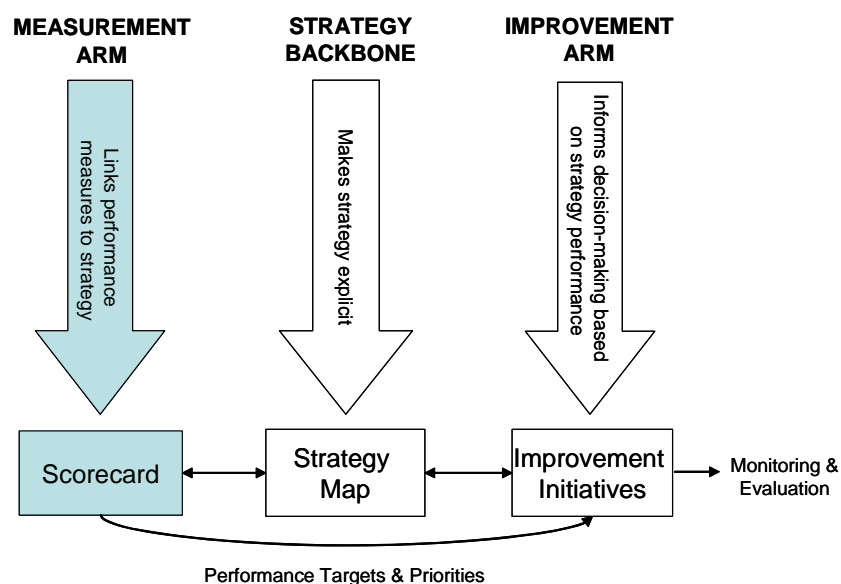 MEASUREMENT
ARM
STRATEGY
BACKBONE
IMPROVEMENT
ARM
Links performance
measures to strategy
Makes strategy explicit
Informs decision-making based
on strategy performance
Scorecard
Strategy
Map
Improvement
Initiatives
Monitoring &
Evaluation
Performance Targets & Priorities